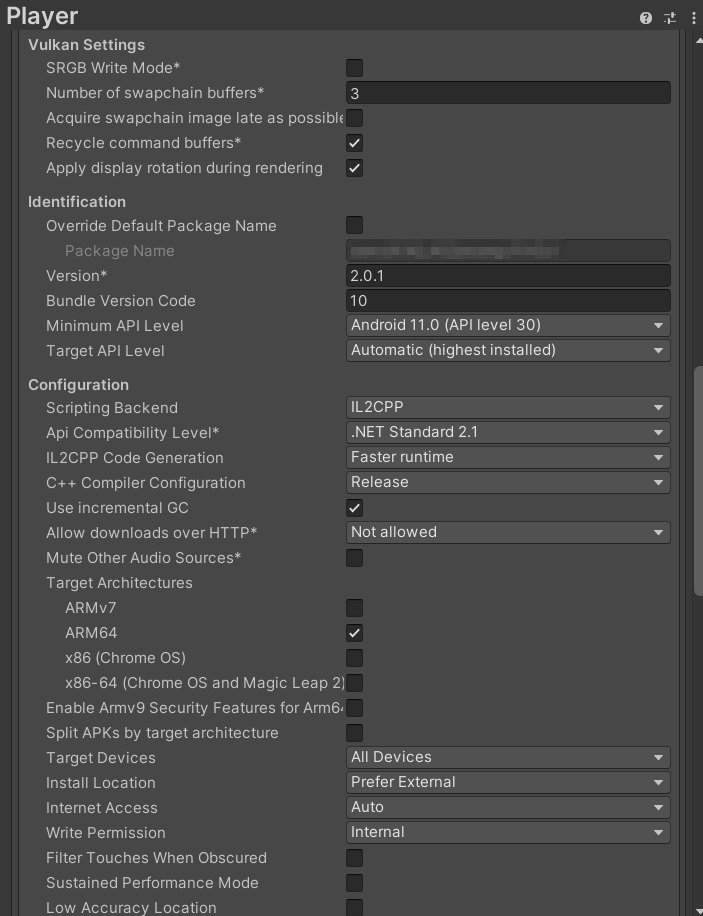 Player
Vulkan Settings
SRGB Write Mode*
Number of swapchain buffers* 3
Acquire swapchain image late as possible
Recycle command buffers*
Apply display rotation during rendering
Identification
Override Default Package Name
Package Name
Version* 2.0.1
Bundle Version Code 10
Minimum API Level Android 11.0 (API level 30)
Target API Level Automatic (highest installed)
Configuration
Scripting Backend IL2CPP
Api Compatibility Level* .NET Standard 2.1
IL2CPP Code Generation Faster runtime
C++ Compiler Configuration Release
Use incremental GC
Allow downloads over HTTP* Not allowed
Mute Other Audio Sources*
Target Architectures
ARMv7
ARM64
x86 (Chrome OS)
x86-64 (Chrome OS and Magic Leap 2)
Enable Armv9 Security Features for Arm64
Split APKs by target architecture
Target Devices All Devices
Install Location Prefer External
Internet Access Auto
Write Permission Internal
Filter Touches When Obscured
Sustained Performance Mode
Low Accuracy Location